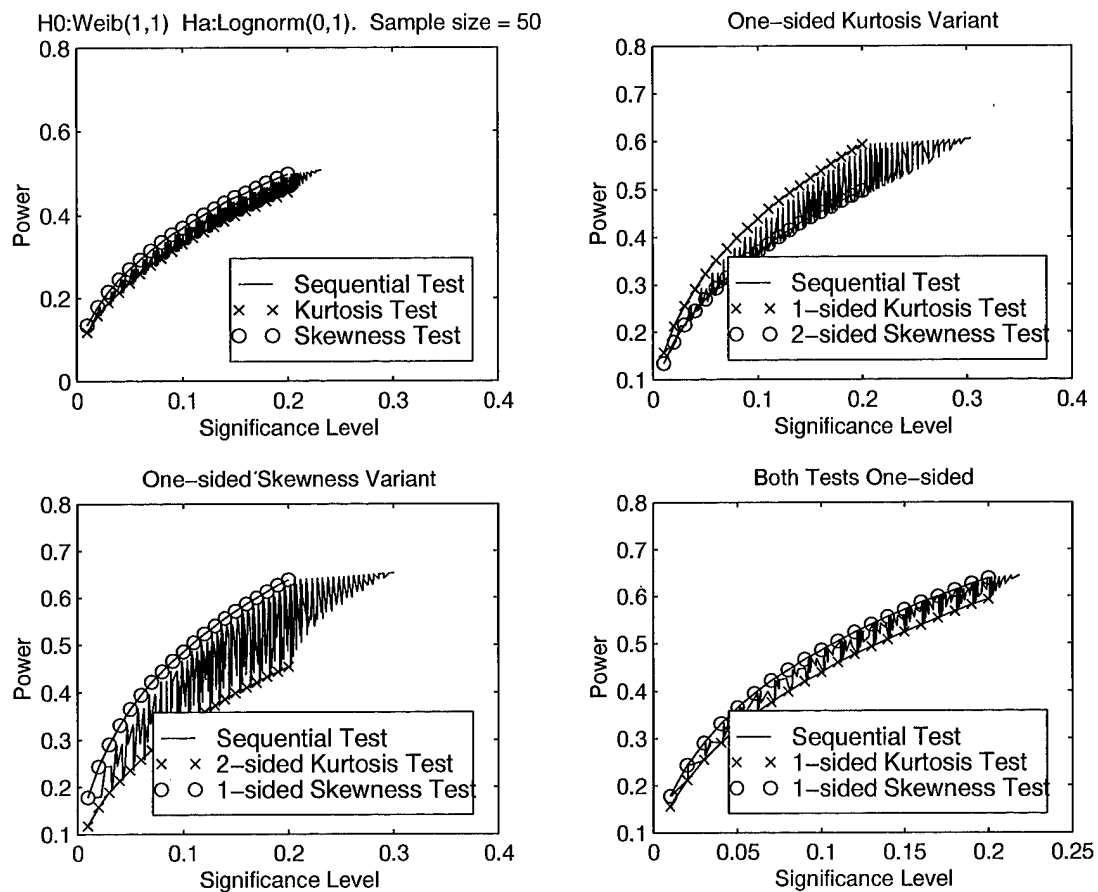 H0:Weib(1,1) Ha:Lognorm(0,1). Sample size = 50
0.8
0.6
0.4
0.2
0
Power
Sequential Test
Kurtosis Test
Skewness Test
0
0.1
0.2
0.3
0.4
Significance Level
One-sided Kurtosis Variant
0.8
0.7
0.6
0.5
0.4
0.3
0.2
0.1
Power
Sequential Test
1-sided Kurtosis Test
2-sided Skewness Test
0
0.1
0.2
0.3
0.4
Significance Level
One-sided Skewness Variant
0.8
0.7
0.6
0.5
0.4
0.3
0.2
0.1
Power
Sequential Test
2-sided Kurtosis Test
1-sided Skewness Test
0
0.1
0.2
0.3
0.4
Significance Level
Both Tests One-sided
0.8
0.7
0.6
0.5
0.4
0.3
0.2
0.1
Power
Sequential Test
1-sided Kurtosis Test
1-sided Skewness Test
0
0.05
0.1
0.15
0.2
0.25
Significance Level